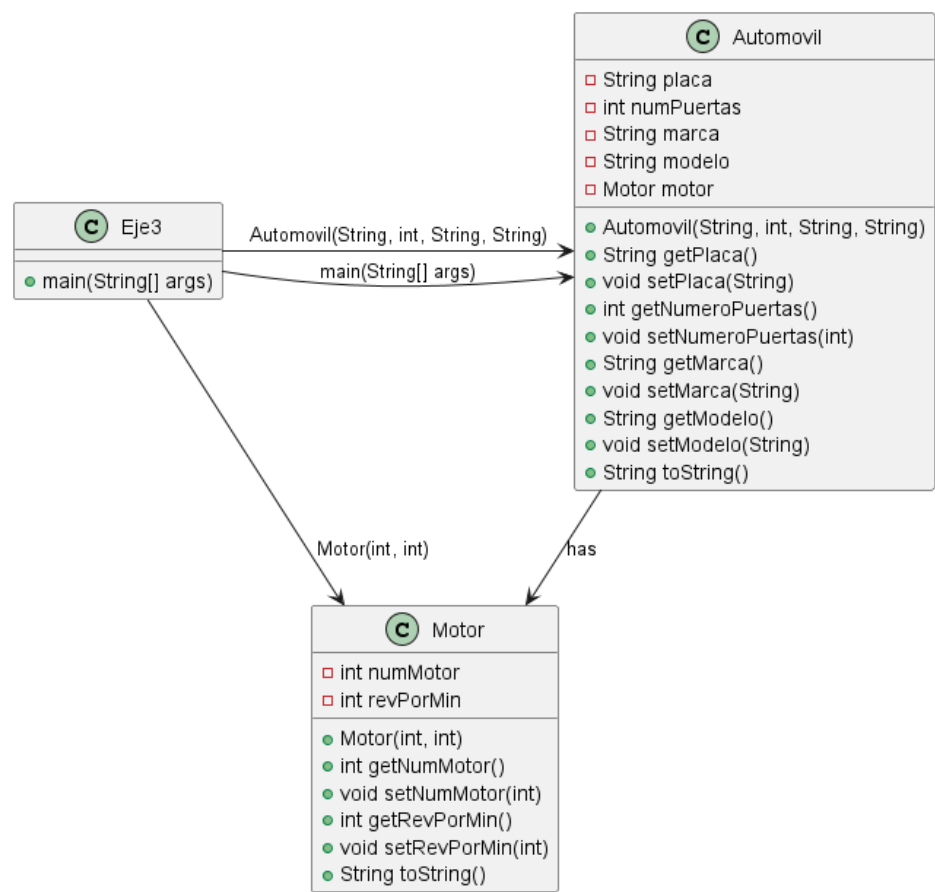 C Automovil
String placa
int numPuertas
String marca
String modelo
Motor motor
Automovil(String, int, String, String)
String getPlaca()
void setPlaca(String)
int getNumeroPuertas()
void setNumeroPuertas(int)
String getMarca()
void setMarca(String)
String getModelo()
void setModelo(String)
String toString()
C Eje3
main(String[] args)
Automovil(String, int, String, String)
main(String[] args)
Motor(int, int)
has
C Motor
int numMotor
int revPorMin
Motor(int, int)
int getNumMotor()
void setNumMotor(int)
int getRevPorMin()
void setRevPorMin(int)
String toString()